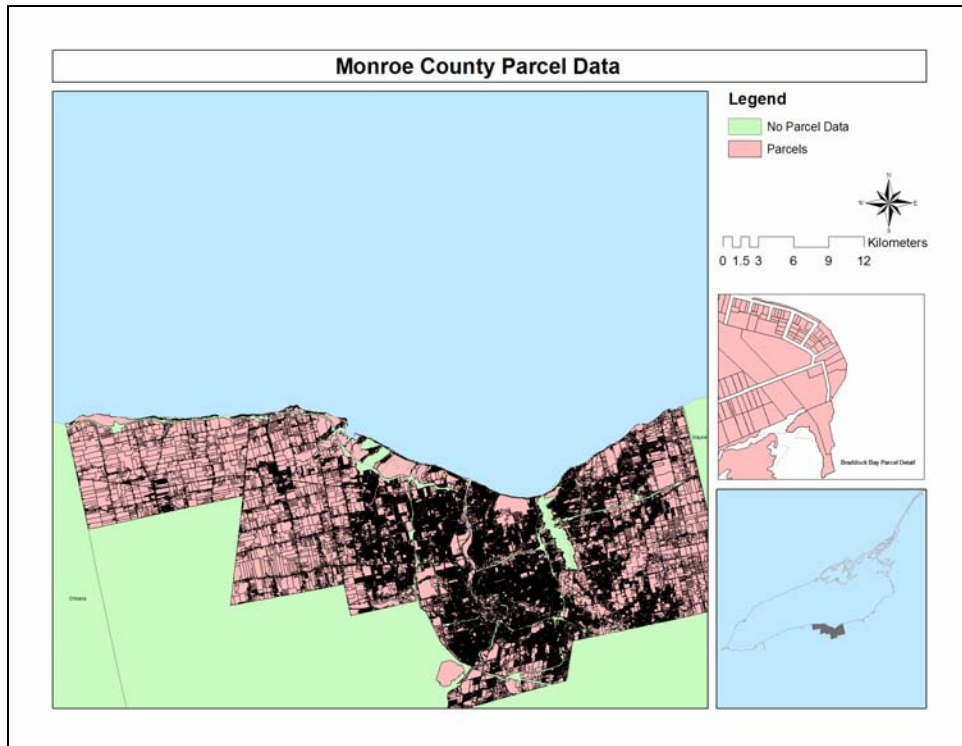 Monroe County Parcel Data
Legend
No Parcel Data
Parcels
N
W E
S
Kilometers
0 1.5 3 6 9 12
Braddock Bay Parcel Detail
Wayne
Orleans